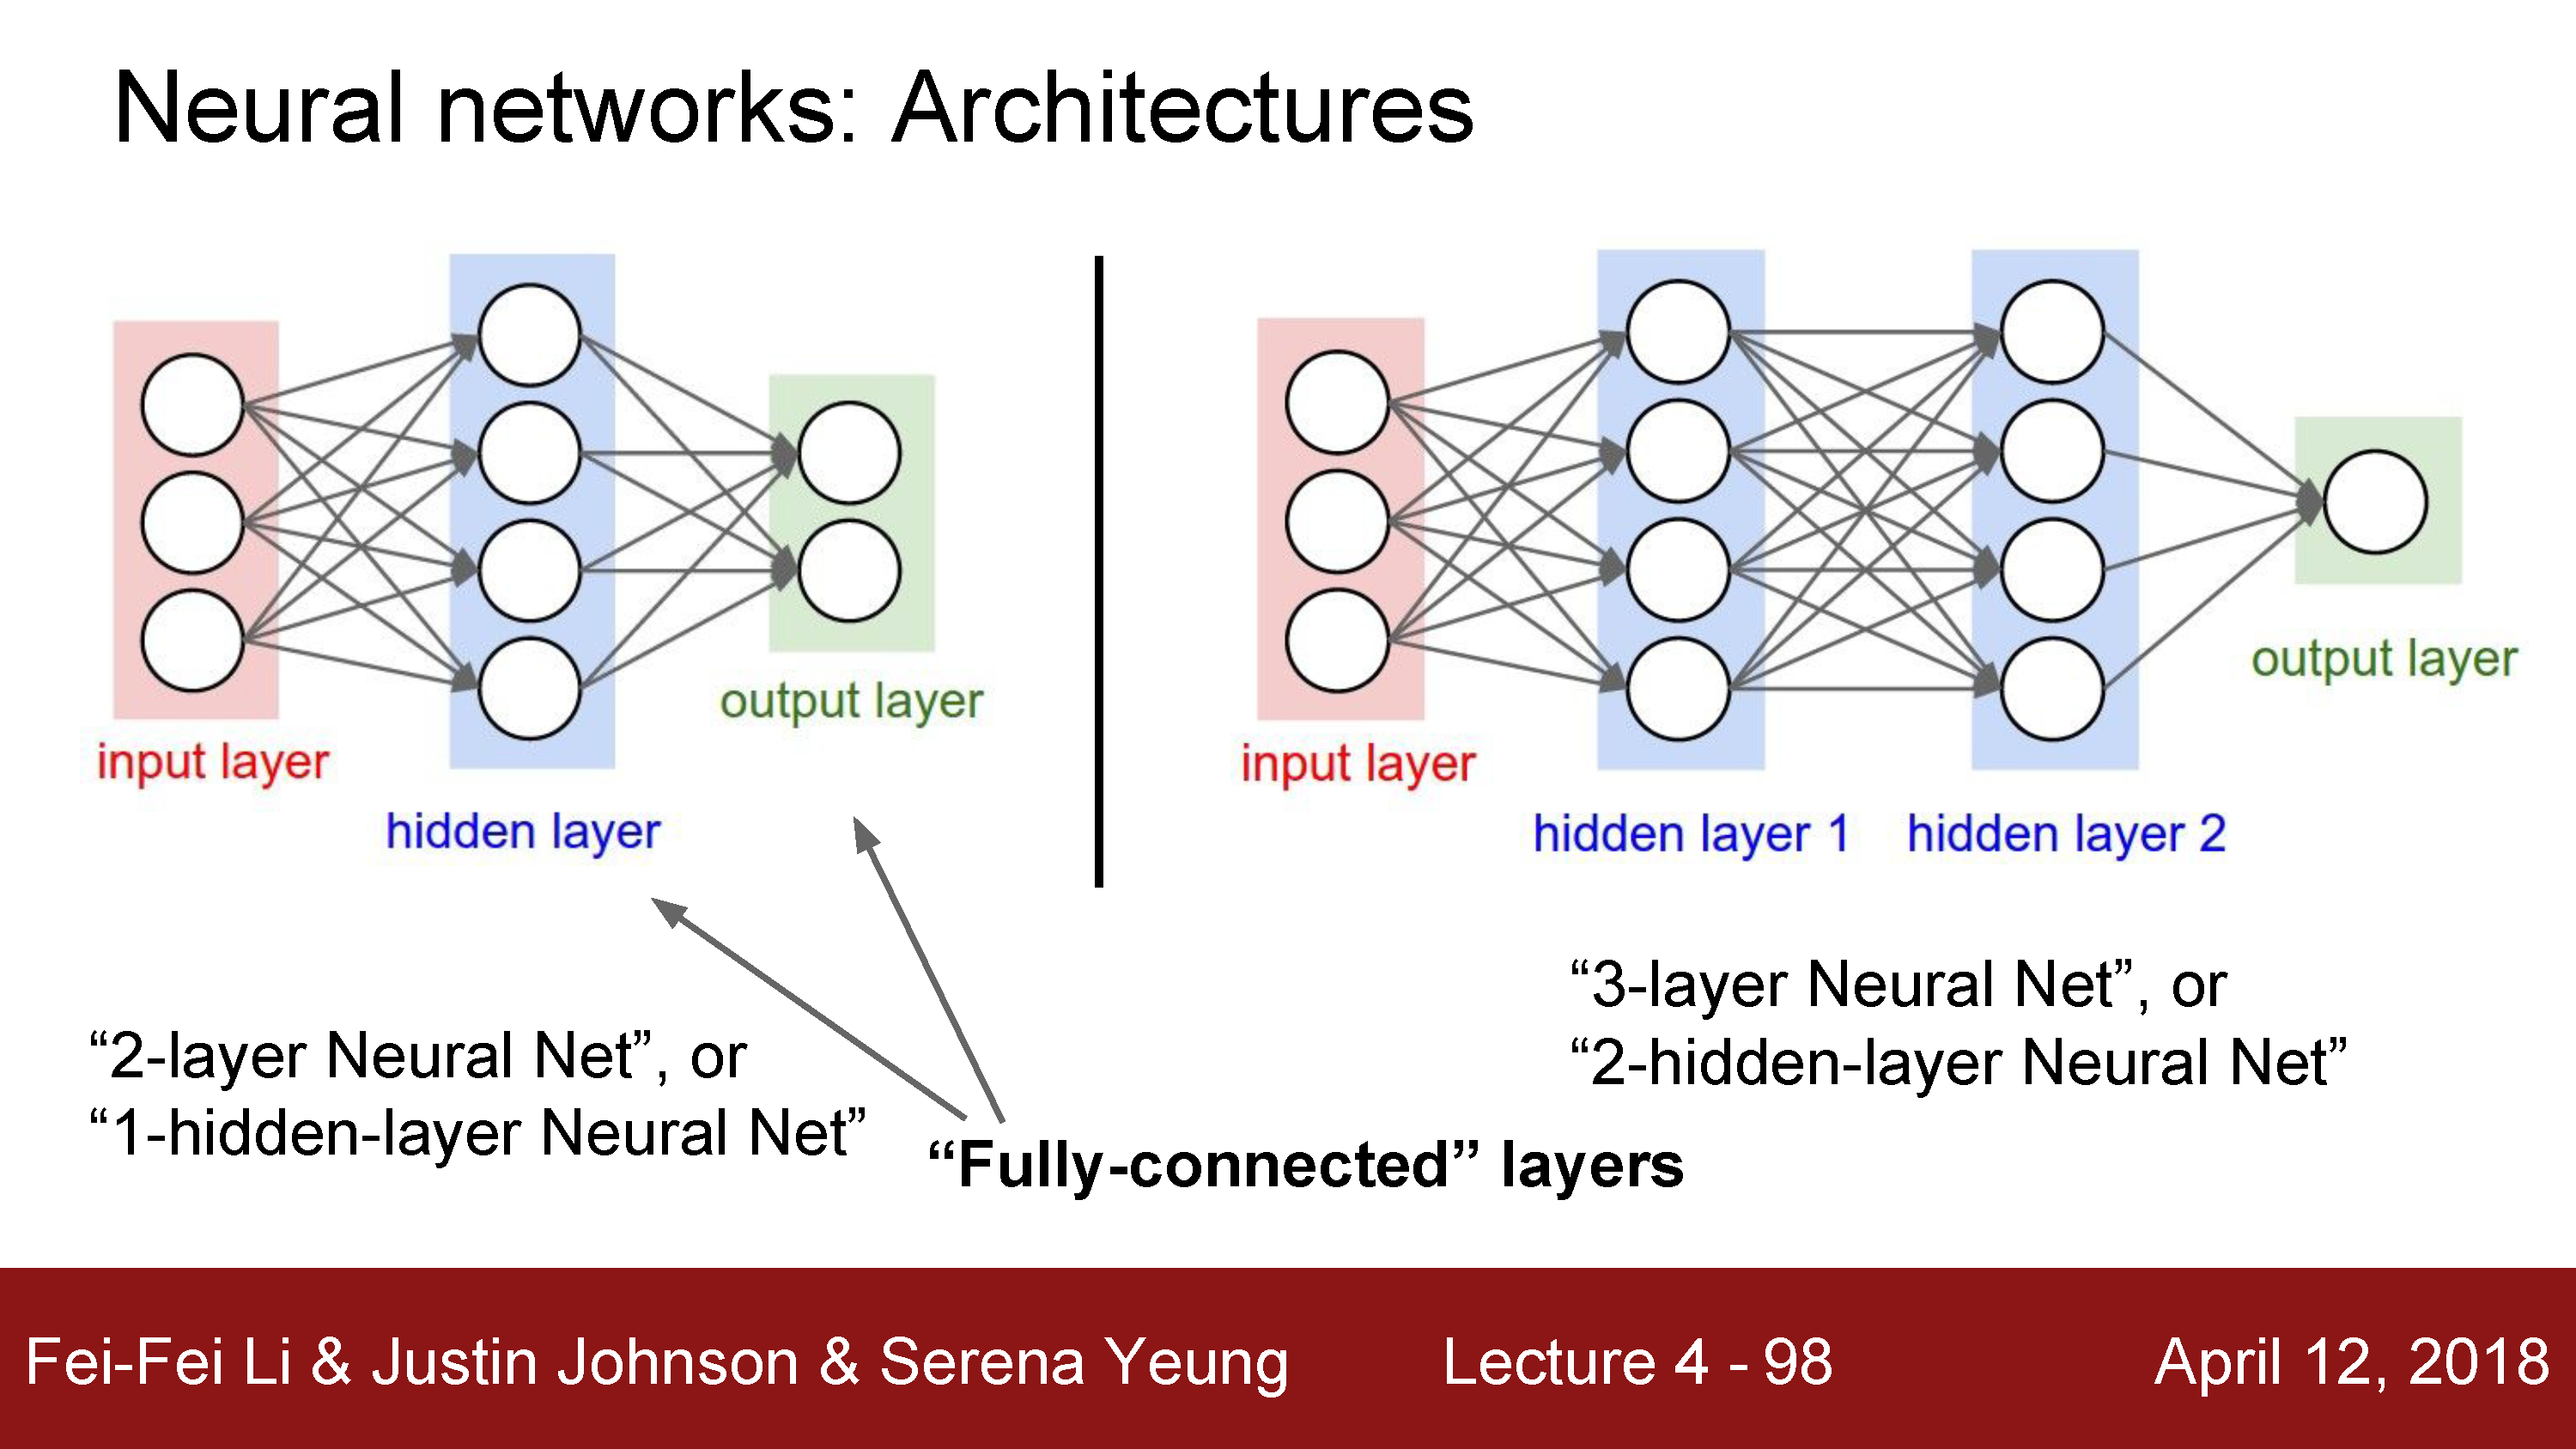 Neural networks: Architectures
input layer
hidden layer
output layer
“2-layer Neural Net”, or
“1-hidden-layer Neural Net”
“Fully-connected” layers
input layer
hidden layer 1
hidden layer 2
output layer
“3-layer Neural Net”, or
“2-hidden-layer Neural Net”
Fei-Fei Li & Justin Johnson & Serena Yeung
Lecture 4 - 98
April 12, 2018